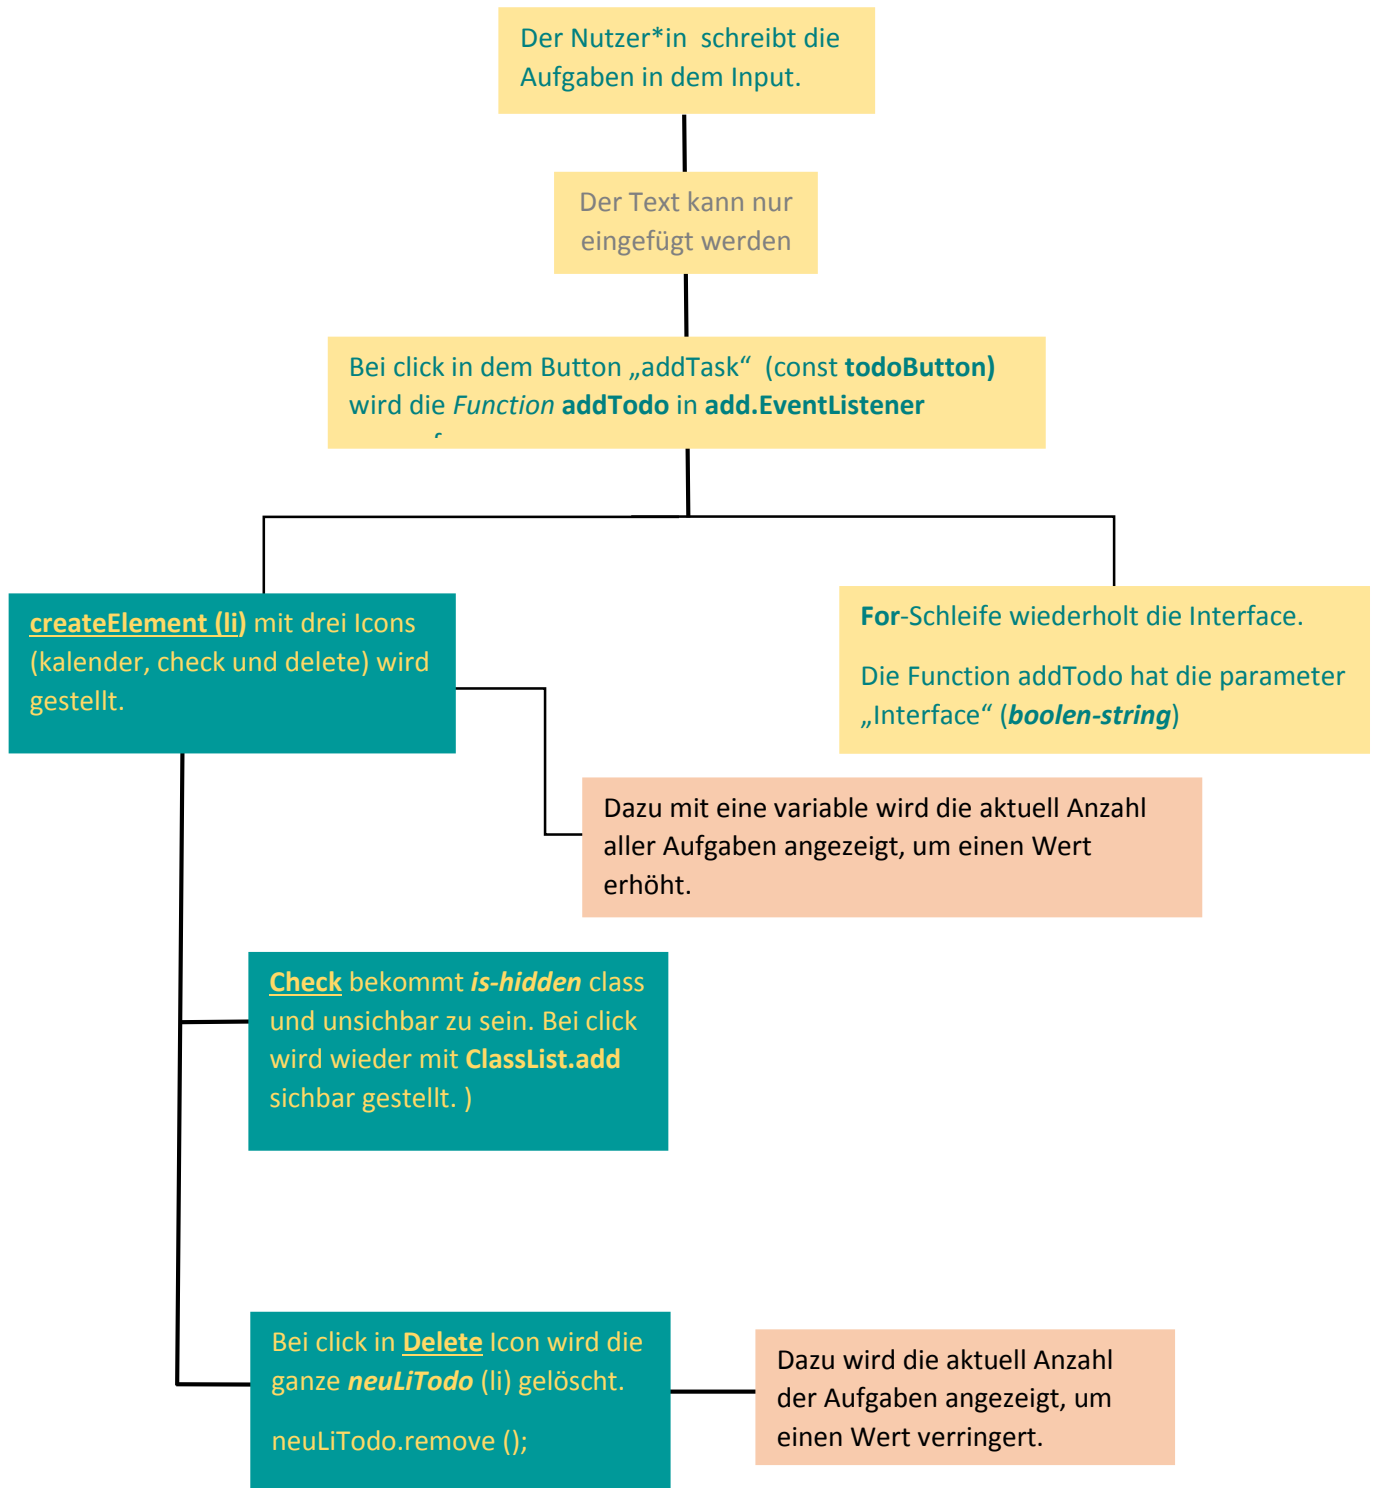 Der Nutzer*in  schreibt die
Aufgaben in dem Input.
Der Text kann nur
eingefügt werden
Bei click in dem Button „addTask“  (const todoButton)
wird die Function addTodo in add.EventListener
createElement (li) mit drei Icons
(kalender, check und delete) wird
gestellt.
For-Schleife wiederholt die Interface.
Die Function addTodo hat die parameter
„Interface“ (boolen-string)
Dazu mit eine variable wird die aktuell Anzahl
aller Aufgaben angezeigt, um einen Wert
erhöht.
Check bekommt is-hidden class
und unsichbar zu sein. Bei click
wird wieder mit ClassList.add
sichbar gestellt. )
Bei click in Delete Icon wird die
ganze neuLiTodo (li) gelöscht.
neuLiTodo.remove ();
Dazu wird die aktuell Anzahl
der Aufgaben angezeigt, um
einen Wert verringert.